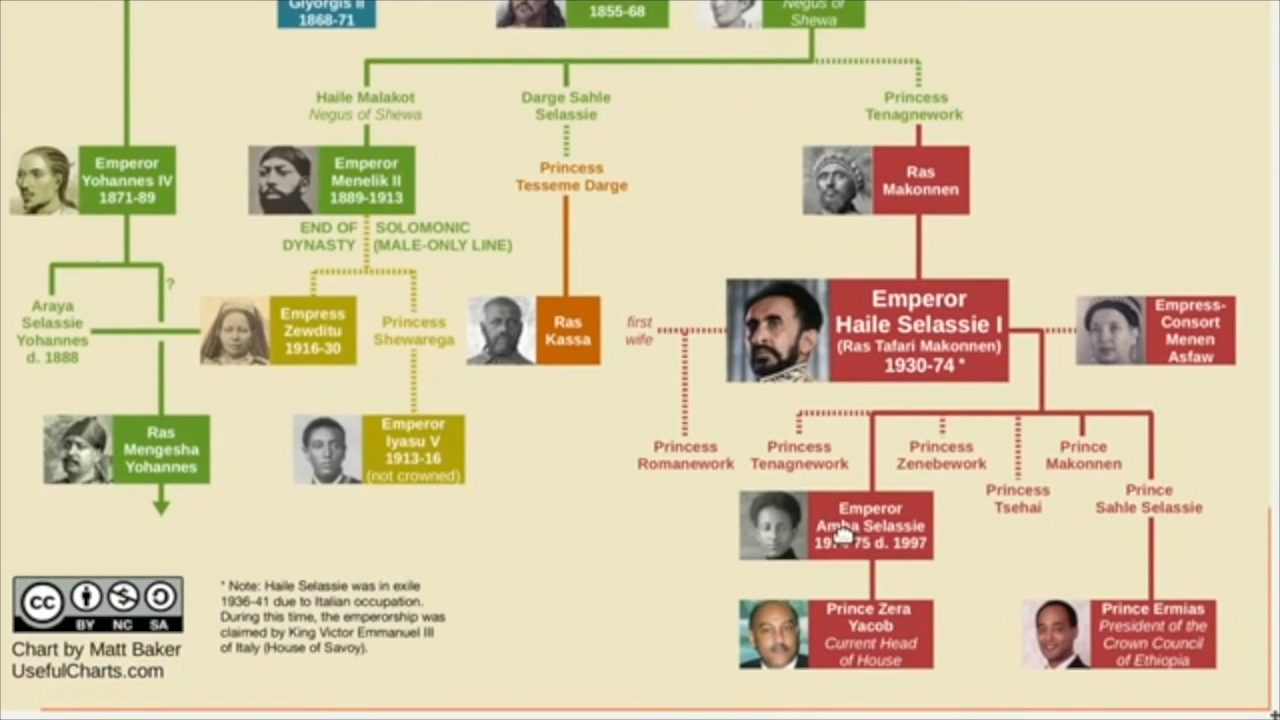 Giyorgis II
1868-71
1855-68
Negus of
Shewa
Haile Malakot
Negus of Shewa
Darge Sahle
Selassie
Princess
Tenagnework
Emperor
Yohannes IV
1871-89
Emperor
Menelik II
1889-1913
Princess
Tesseme Darge
Ras
Makonnen
END OF SOLOMONIC
DYNASTY (MALE-ONLY LINE)
?
Araya
Selassie
Yohannes
d. 1888
Empress
Zewditu
1916-30
Princess
Shewarega
Ras
Kassa
first
wife
Emperor
Haile Selassie I
(Ras Tafari Makonnen)
1930-74 *
Empress-
Consort
Menen
Asfaw
Ras
Mengesha
Yohannes
Emperor
Iyasu V
1913-16
(not crowned)
Princess
Romanework
Princess
Tenagnework
Princess
Zenebework
Princess
Tsehai
Prince
Makonnen
Prince
Sahle Selassie
Emperor
Amha Selassie
75 d. 1997
Prince Zera
Yacob
Current Head
of House
Prince Ermias
President of the
Crown Council
of Ethiopia
cc
BY NC SA
Chart by Matt Baker
UsefulCharts.com
* Note: Haile Selassie was in exile
1936-41 due to Italian occupation.
During this time, the emperorship was
claimed by King Victor Emmanuel III
of Italy (House of Savoy).